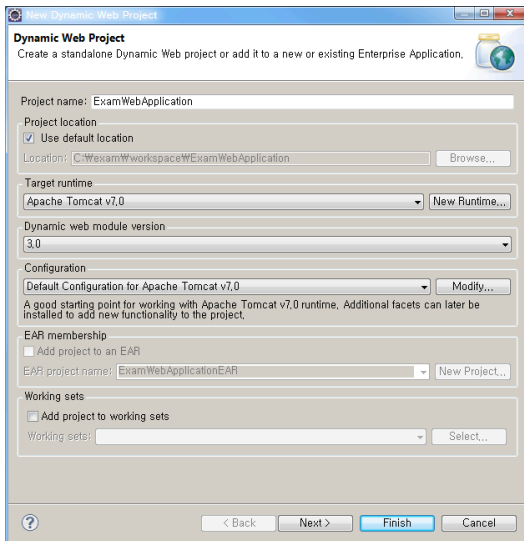 New Dynamic Web Project
Dynamic Web Project
Create a standalone Dynamic Web project or add it to a new or existing Enterprise Application.
Project name: ExamWebApplication
Project location
Use default location
Location: C:₩exam₩workspace₩ExamWebApplication Browse...
Target runtime
Apache Tomcat v7.0 New Runtime...
Dynamic web module version
3.0
Configuration
Default Configuration for Apache Tomcat v7.0 Modify...
A good starting point for working with Apache Tomcat v7.0 runtime. Additional facets can later be
installed to add new functionality to the project.
EAR membership
Add project to an EAR
EAR project name: ExamWebApplicationEAR New Project...
Working sets
Add project to working sets
Working sets: Select...
? < Back Next > Finish Cancel